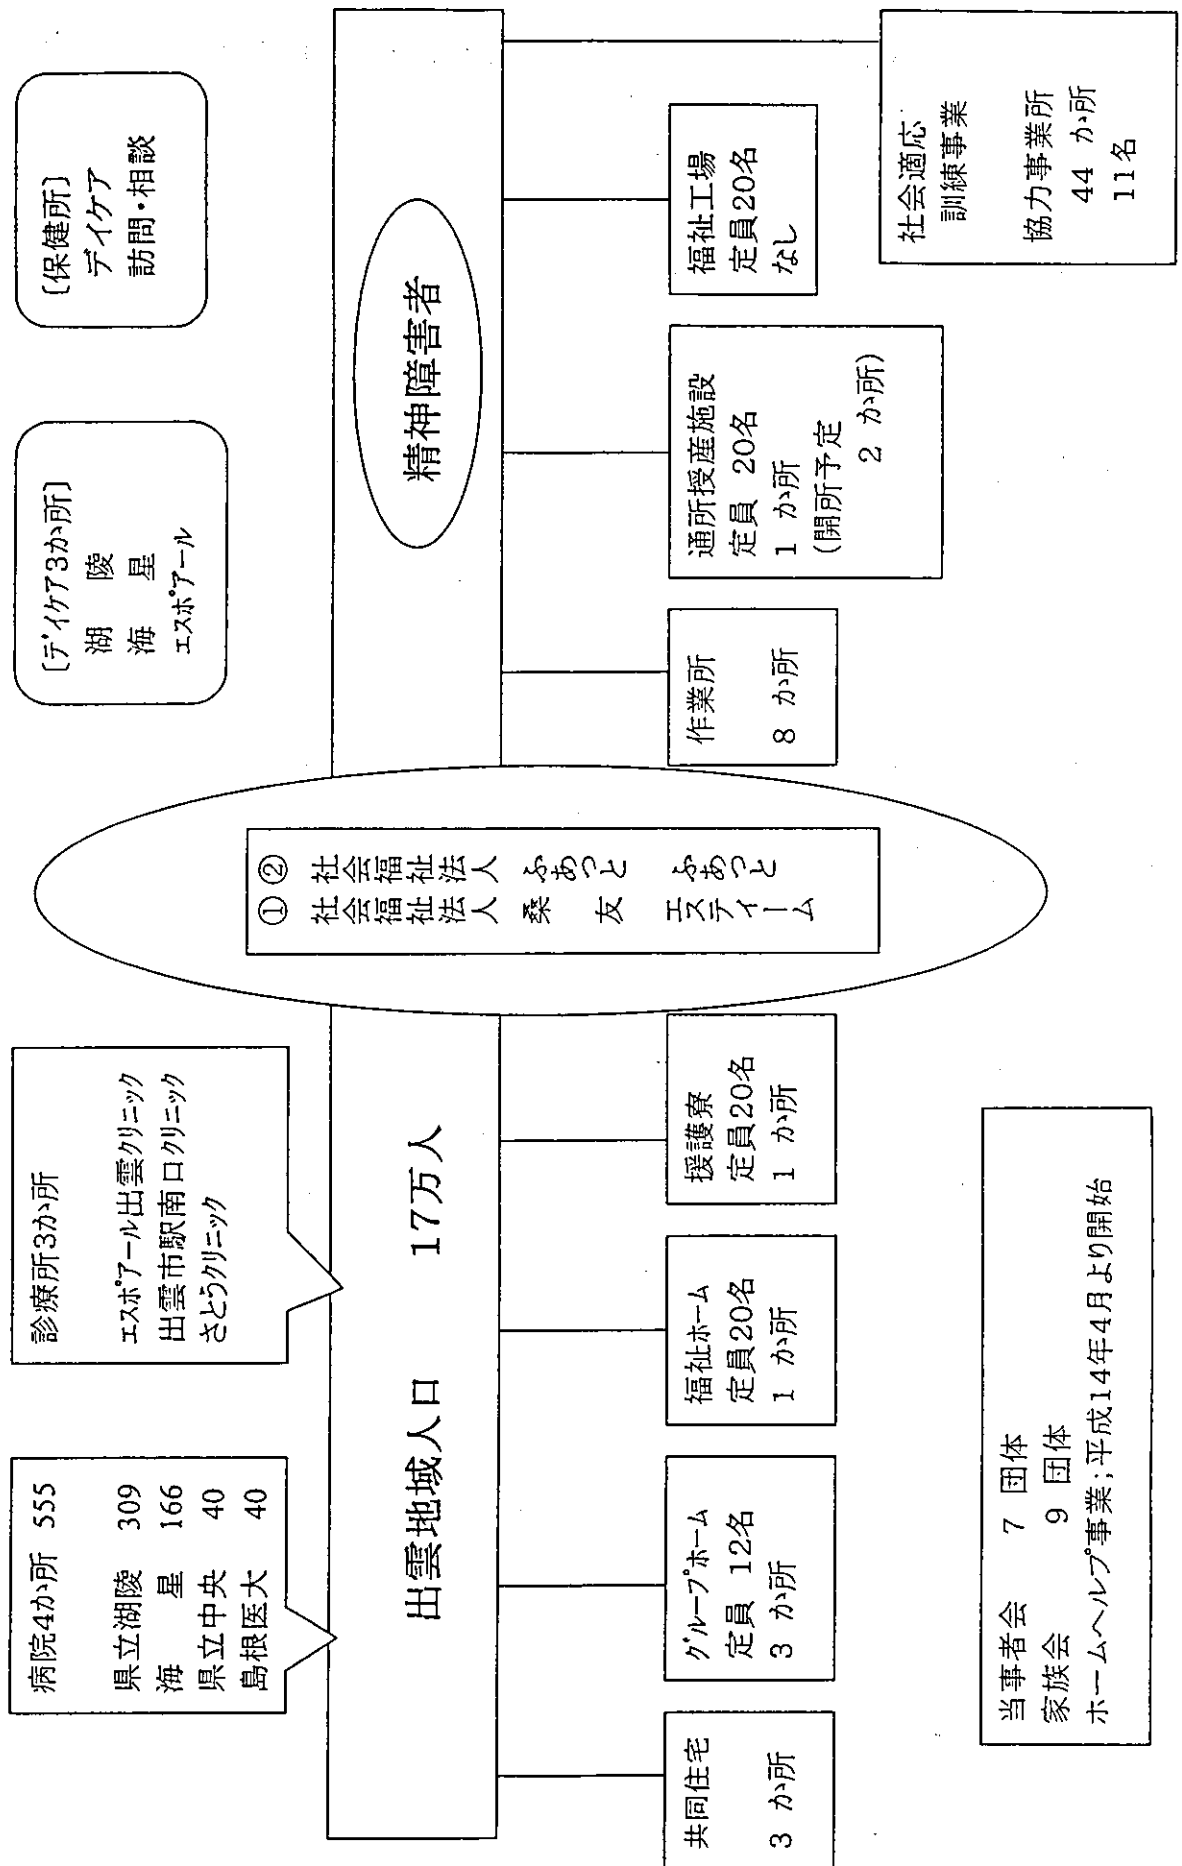 病院4か所 555
県立湖陵 309
海　星 166
県立中央 40
島根医大 40
診療所3か所
エスポアール出雲クリニック
出雲市駅南口クリニック
さとうクリニック
[デイケア3か所]
湖　陵
海　星
エスポアール
[保健所]
デイケア
訪問・相談
出雲地域人口　17万人
精神障害者
① 社会福祉法人 桑友 エスティーム
② 社会福祉法人 ふあっと ふあっと
共同住宅
3 か所
グループホーム
定員 12名
3 か所
福祉ホーム
定員20名
1 か所
援護寮
定員20名
1 か所
作業所
8 か所
通所授産施設
定員 20名
1 か所
(開所予定
2 か所)
福祉工場
定員20名
なし
社会適応
訓練事業
協力事業所
44 か所
11名
当事者会 7 団体
家族会 9 団体
ホームヘルプ事業;平成14年4月より開始